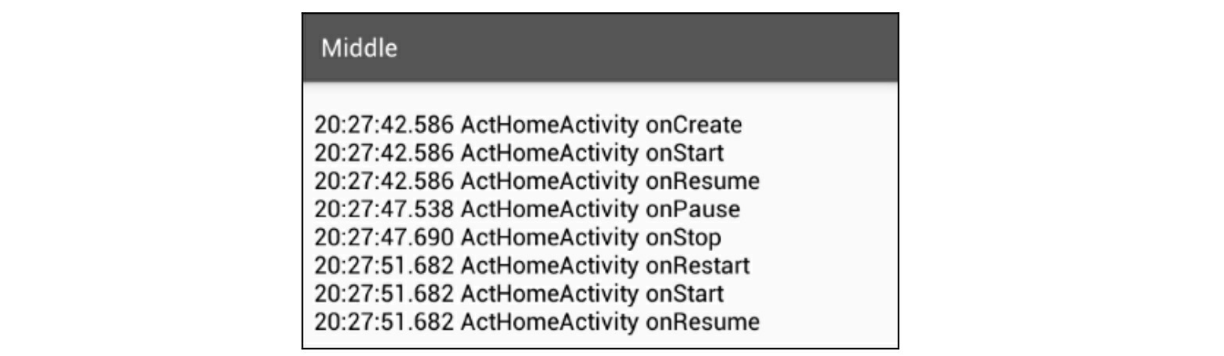 Middle
20:27:42.586 ActHomeActivity onCreate
20:27:42.586 ActHomeActivity onStart
20:27:42.586 ActHomeActivity onResume
20:27:47.538 ActHomeActivity onPause
20:27:47.690 ActHomeActivity onStop
20:27:51.682 ActHomeActivity onRestart
20:27:51.682 ActHomeActivity onStart
20:27:51.682 ActHomeActivity onResume